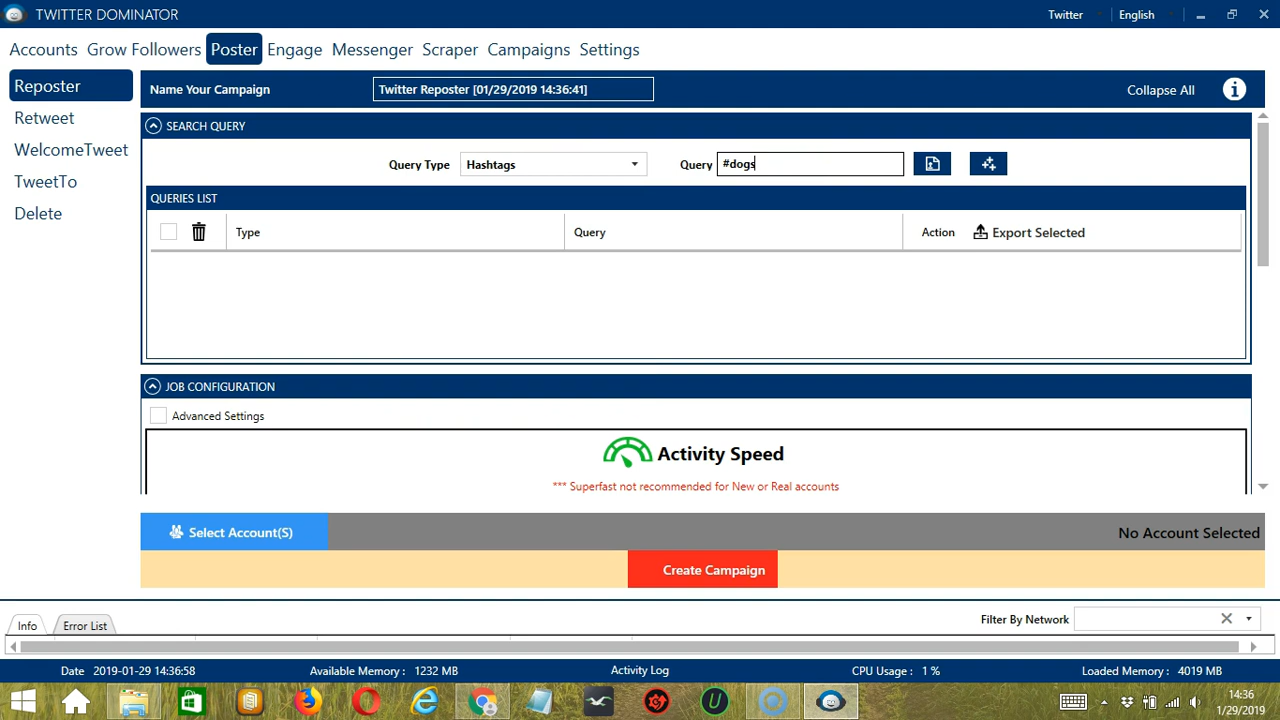 TWITTER DOMINATOR
Twitter
English
Accounts Grow Followers Poster Engage Messenger Scraper Campaigns Settings
Reposter
Retweet
WelcomeTweet
TweetTo
Delete
Name Your Campaign
Twitter Reposter [01/29/2019 14:36:41]
Collapse All
SEARCH QUERY
Query Type
Hashtags
Query
#dogs
QUERIES LIST
Type
Query
Action
Export Selected
JOB CONFIGURATION
Advanced Settings
Activity Speed
*** Superfast not recommended for New or Real accounts
Select Account(S)
No Account Selected
Create Campaign
Info
Error List
Filter By Network
Date 2019-01-29 14:36:58
Available Memory : 1232 MB
Activity Log
CPU Usage : 1 %
Loaded Memory : 4019 MB
14:36
1/29/2019